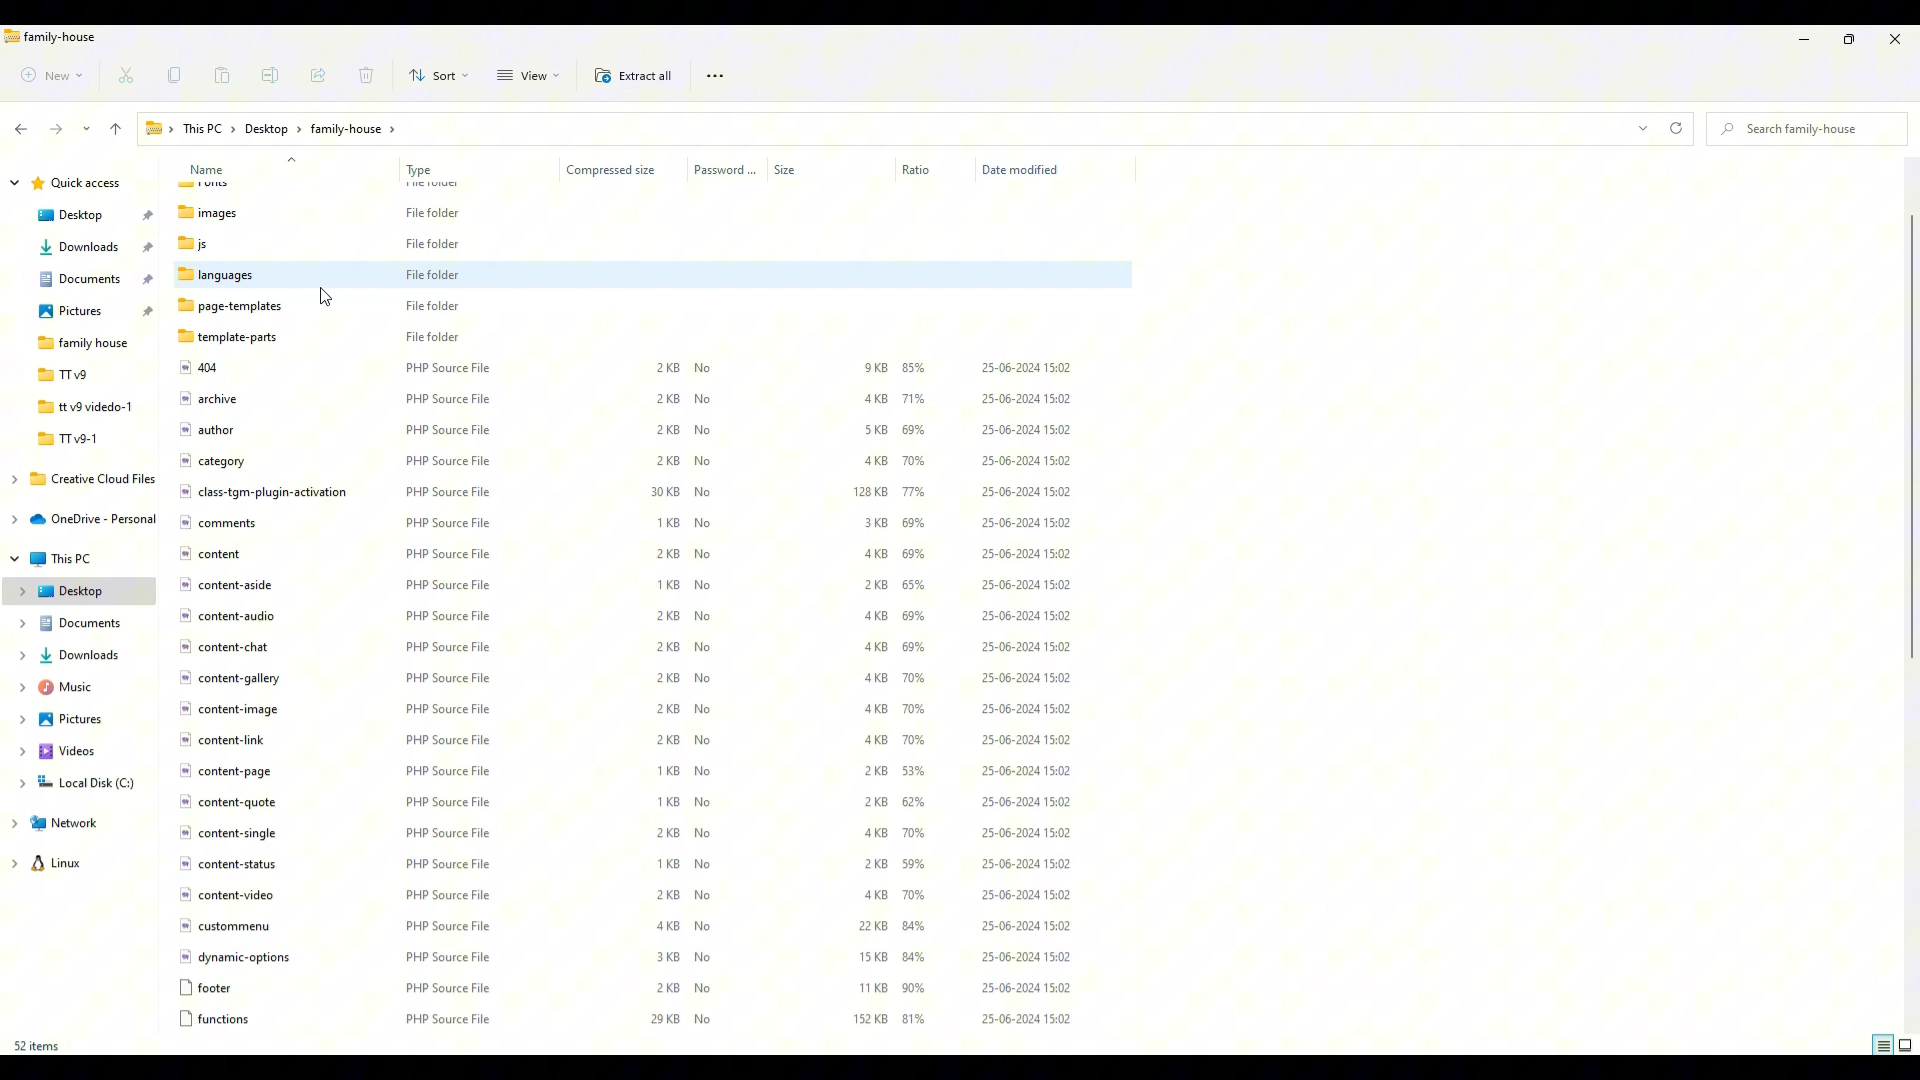 family-house
New
Sort
View
Extract all
This PC
Desktop
family-house
Search family-house
Name
Type
Compressed size
Password ...
Size
Ratio
Date modified
Quick access
Desktop
Downloads
Documents
Pictures
family house
TT v9
tt v9 videdo-1
TT v9-1
Creative Cloud Files
OneDrive - Personal
This PC
Desktop
Documents
Downloads
Music
Pictures
Videos
Local Disk (C:)
Network
Linux
Fonts File folder
images File folder
js File folder
languages File folder
page-templates File folder
template-parts File folder
404 PHP Source File 2 KB No 9 KB 85% 25-06-2024 15:02
archive PHP Source File 2 KB No 4 KB 71% 25-06-2024 15:02
author PHP Source File 2 KB No 5 KB 69% 25-06-2024 15:02
category PHP Source File 2 KB No 4 KB 70% 25-06-2024 15:02
class-tgm-plugin-activation PHP Source File 30 KB No 128 KB 77% 25-06-2024 15:02
comments PHP Source File 1 KB No 3 KB 69% 25-06-2024 15:02
content PHP Source File 2 KB No 4 KB 69% 25-06-2024 15:02
content-aside PHP Source File 1 KB No 2 KB 65% 25-06-2024 15:02
content-audio PHP Source File 2 KB No 4 KB 69% 25-06-2024 15:02
content-chat PHP Source File 2 KB No 4 KB 69% 25-06-2024 15:02
content-gallery PHP Source File 2 KB No 4 KB 70% 25-06-2024 15:02
content-image PHP Source File 2 KB No 4 KB 70% 25-06-2024 15:02
content-link PHP Source File 2 KB No 4 KB 70% 25-06-2024 15:02
content-page PHP Source File 1 KB No 2 KB 53% 25-06-2024 15:02
content-quote PHP Source File 1 KB No 2 KB 62% 25-06-2024 15:02
content-single PHP Source File 2 KB No 4 KB 70% 25-06-2024 15:02
content-status PHP Source File 1 KB No 2 KB 59% 25-06-2024 15:02
content-video PHP Source File 2 KB No 4 KB 70% 25-06-2024 15:02
custommenu PHP Source File 4 KB No 22 KB 84% 25-06-2024 15:02
dynamic-options PHP Source File 3 KB No 15 KB 84% 25-06-2024 15:02
footer PHP Source File 2 KB No 11 KB 90% 25-06-2024 15:02
functions PHP Source File 29 KB No 152 KB 81% 25-06-2024 15:02
52 items